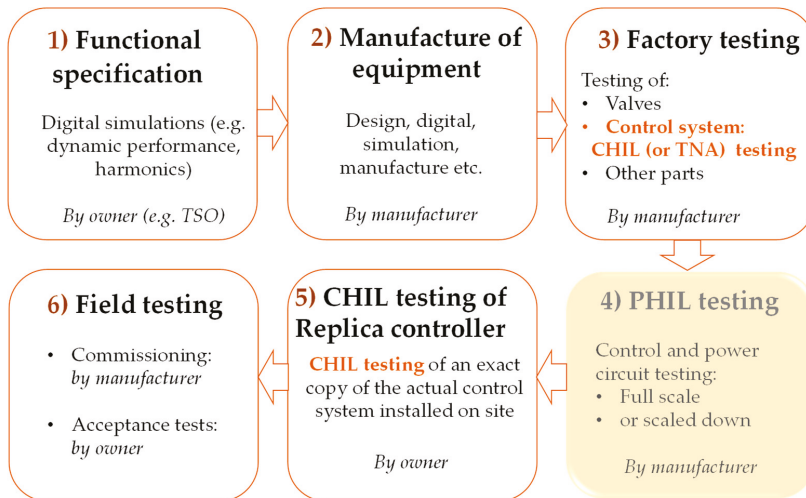 1) Functional
specification
Digital simulations (e.g.
dynamic performance,
harmonics)
By owner (e.g. TSO)
2) Manufacture of
equipment
Design, digital,
simulation,
manufacture etc.
By manufacturer
3) Factory testing
Testing of:
• Valves
• Control system:
CHIL (or TNA) testing
• Other parts
By manufacturer
4) PHIL testing
Control and power
circuit testing:
• Full scale
• or scaled down
By manufacturer
5) CHIL testing of
Replica controller
CHIL testing of an exact
copy of the actual control
system installed on site
By owner
6) Field testing
• Commissioning:
by manufacturer
• Acceptance tests:
by owner